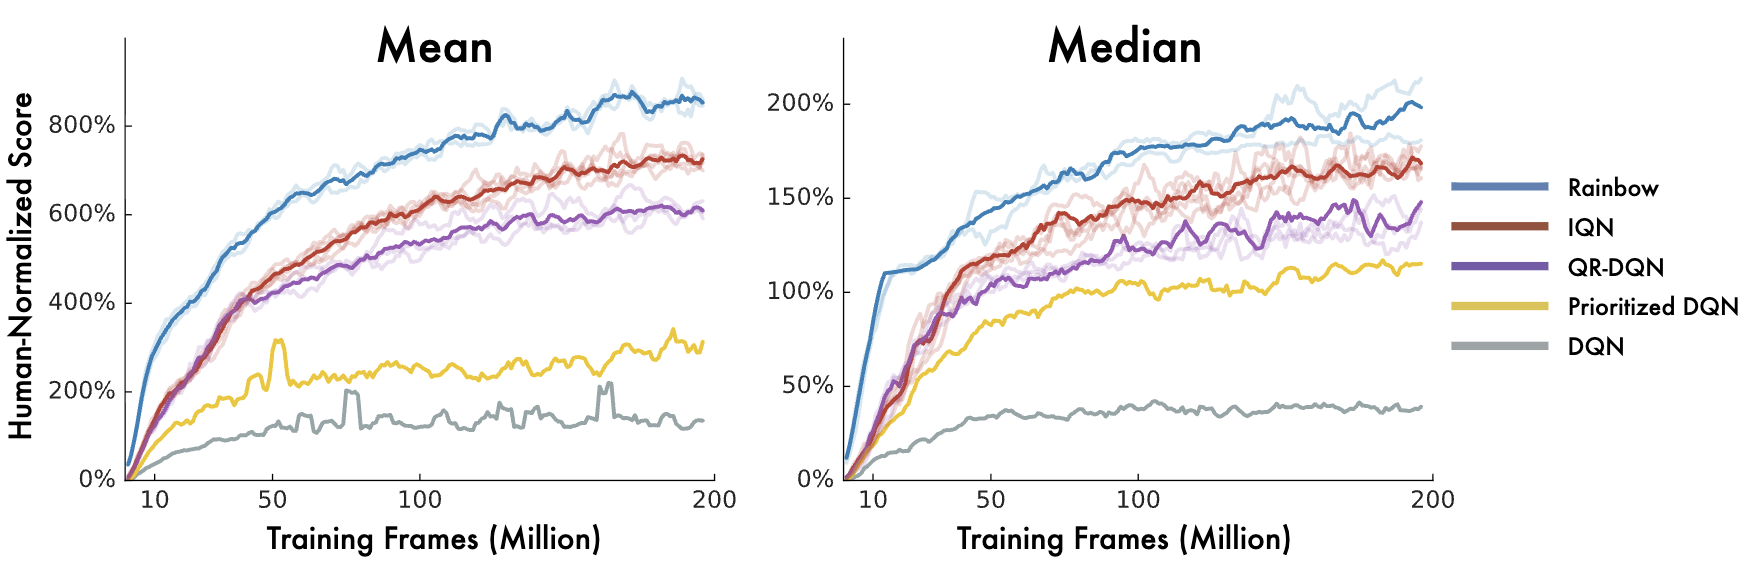 Mean
Human-Normalized Score
800%
600%
400%
200%
0%
10 50 100 200
Training Frames (Million)
Median
200%
150%
100%
50%
0%
10 50 100 200
Training Frames (Million)
Rainbow
IQN
QR-DQN
Prioritized DQN
DQN